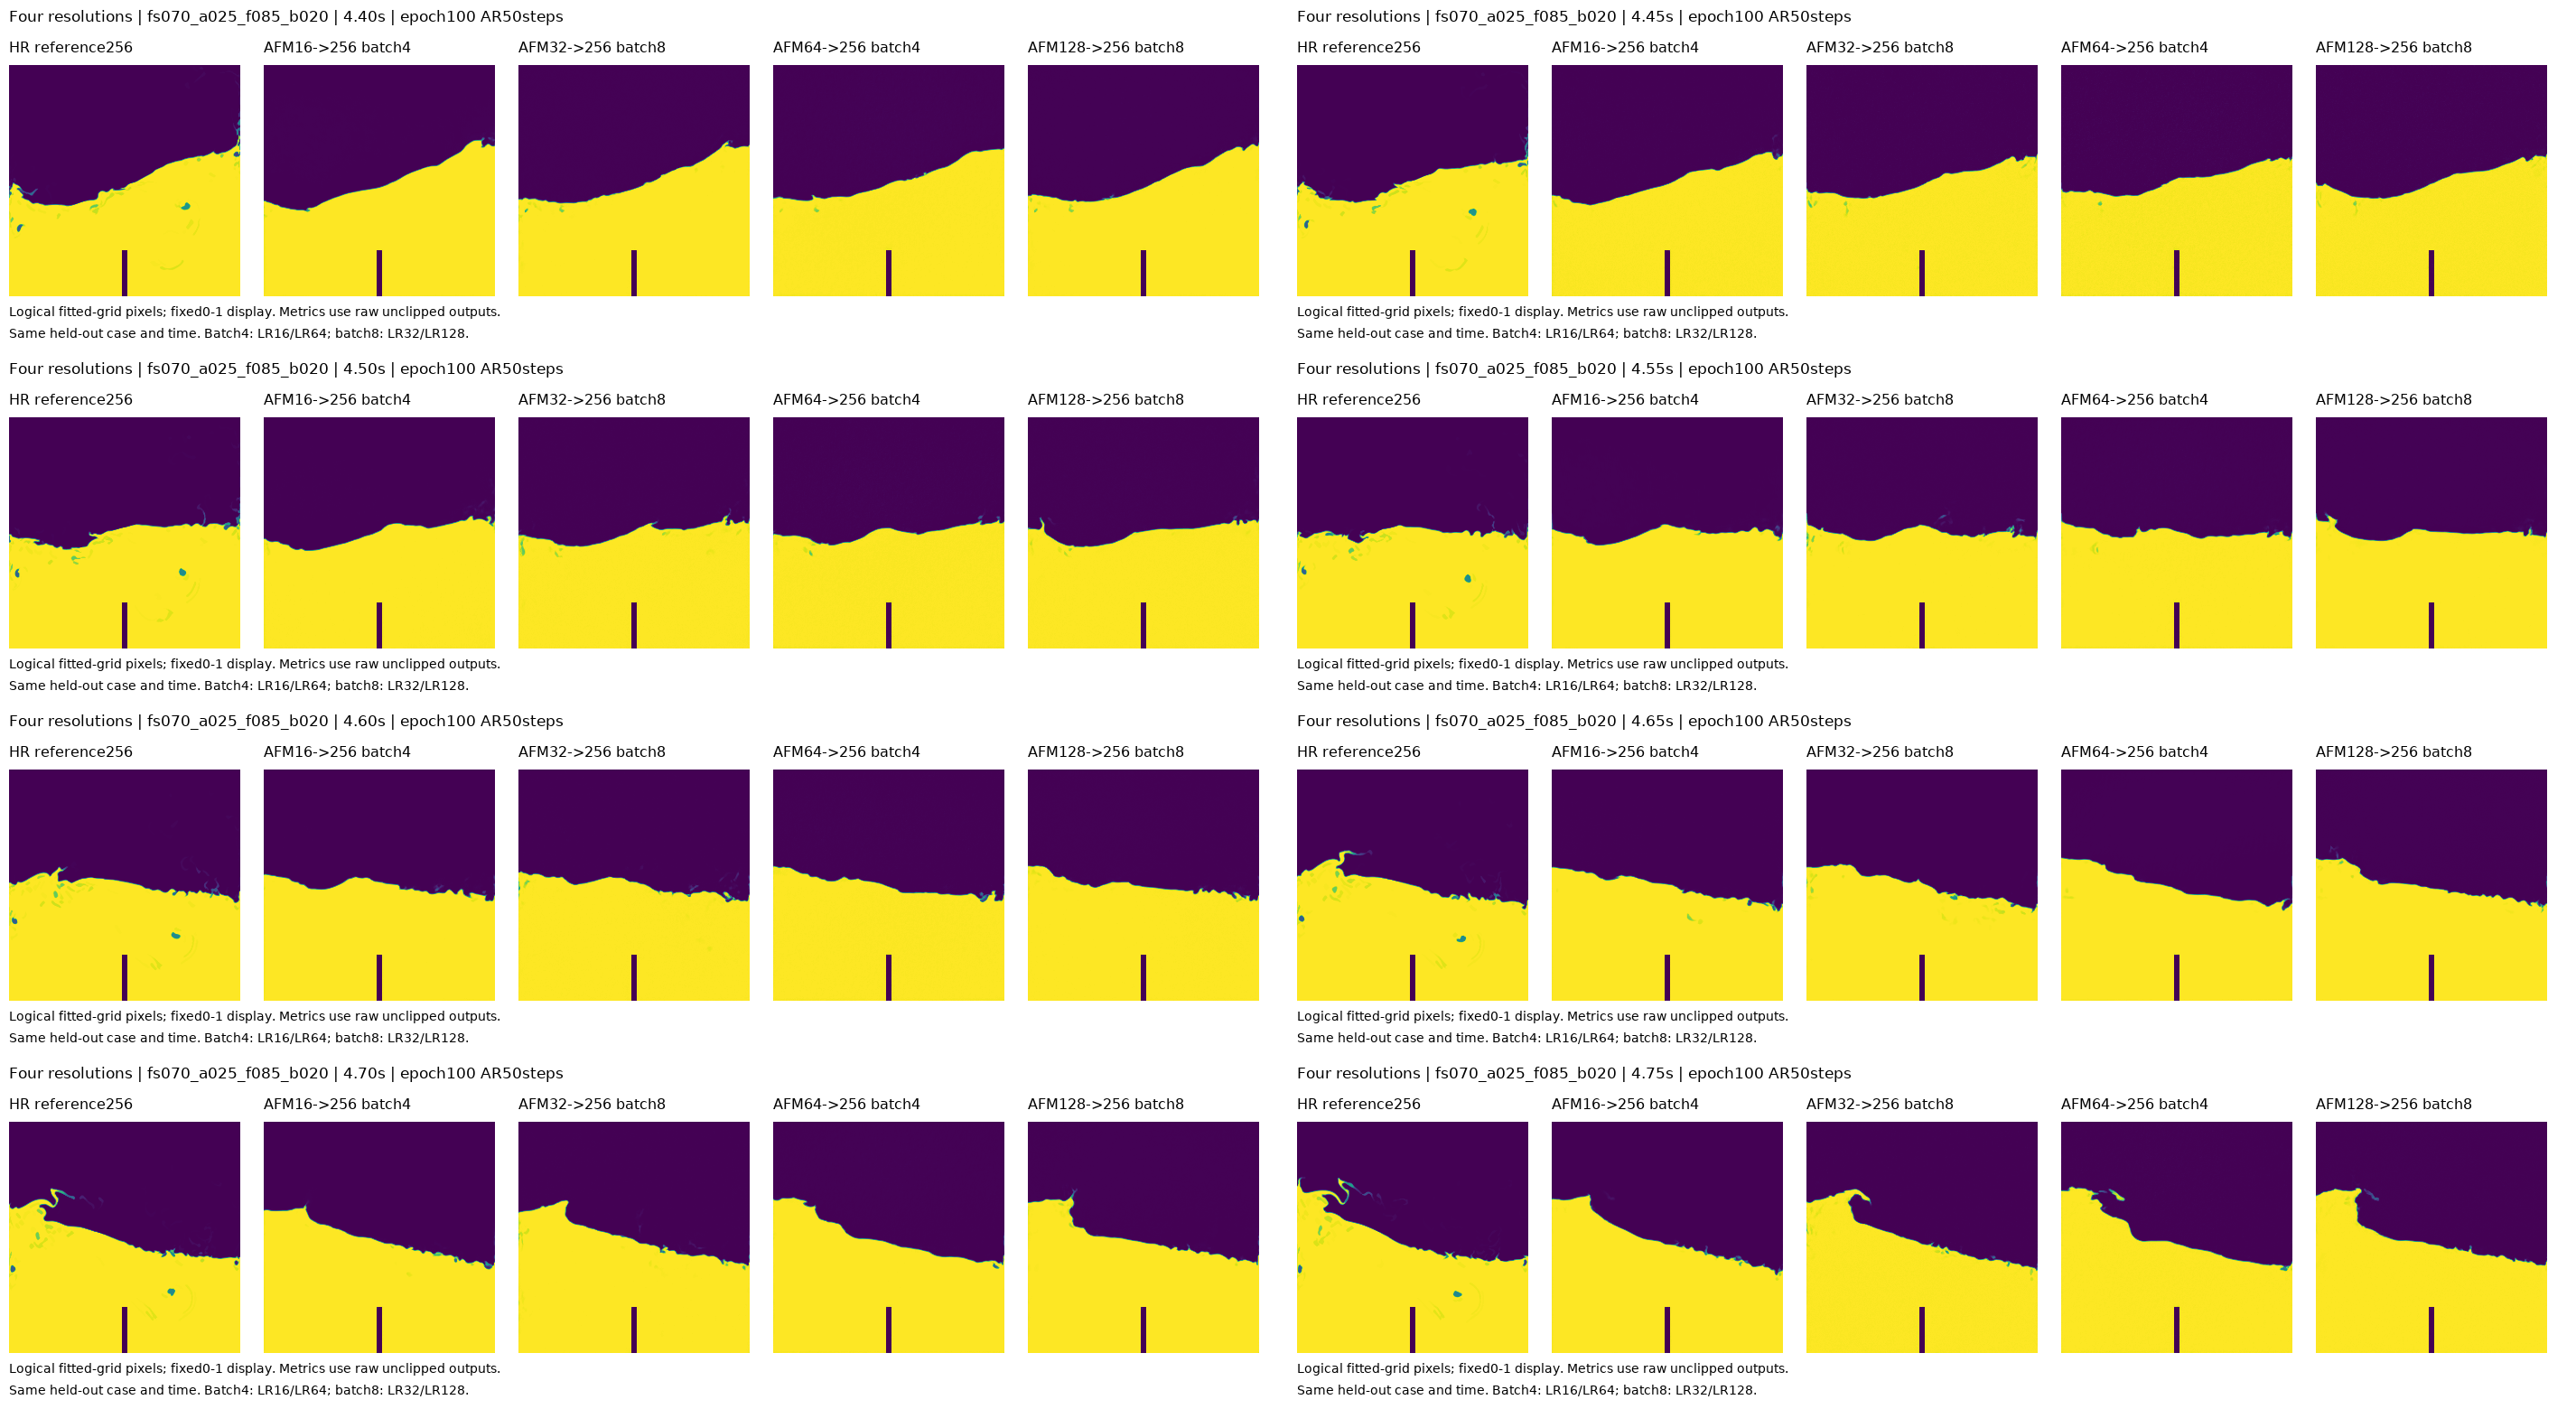 Four resolutions | fs070_a025_f085_b020 | 4.40s | epoch100 AR50steps
HR reference256 AFM16->256 batch4 AFM32->256 batch8 AFM64->256 batch4 AFM128->256 batch8
Logical fitted-grid pixels; fixed0-1 display. Metrics use raw unclipped outputs.
Same held-out case and time. Batch4: LR16/LR64; batch8: LR32/LR128.
Four resolutions | fs070_a025_f085_b020 | 4.45s | epoch100 AR50steps
HR reference256 AFM16->256 batch4 AFM32->256 batch8 AFM64->256 batch4 AFM128->256 batch8
Logical fitted-grid pixels; fixed0-1 display. Metrics use raw unclipped outputs.
Same held-out case and time. Batch4: LR16/LR64; batch8: LR32/LR128.
Four resolutions | fs070_a025_f085_b020 | 4.50s | epoch100 AR50steps
HR reference256 AFM16->256 batch4 AFM32->256 batch8 AFM64->256 batch4 AFM128->256 batch8
Logical fitted-grid pixels; fixed0-1 display. Metrics use raw unclipped outputs.
Same held-out case and time. Batch4: LR16/LR64; batch8: LR32/LR128.
Four resolutions | fs070_a025_f085_b020 | 4.55s | epoch100 AR50steps
HR reference256 AFM16->256 batch4 AFM32->256 batch8 AFM64->256 batch4 AFM128->256 batch8
Logical fitted-grid pixels; fixed0-1 display. Metrics use raw unclipped outputs.
Same held-out case and time. Batch4: LR16/LR64; batch8: LR32/LR128.
Four resolutions | fs070_a025_f085_b020 | 4.60s | epoch100 AR50steps
HR reference256 AFM16->256 batch4 AFM32->256 batch8 AFM64->256 batch4 AFM128->256 batch8
Logical fitted-grid pixels; fixed0-1 display. Metrics use raw unclipped outputs.
Same held-out case and time. Batch4: LR16/LR64; batch8: LR32/LR128.
Four resolutions | fs070_a025_f085_b020 | 4.65s | epoch100 AR50steps
HR reference256 AFM16->256 batch4 AFM32->256 batch8 AFM64->256 batch4 AFM128->256 batch8
Logical fitted-grid pixels; fixed0-1 display. Metrics use raw unclipped outputs.
Same held-out case and time. Batch4: LR16/LR64; batch8: LR32/LR128.
Four resolutions | fs070_a025_f085_b020 | 4.70s | epoch100 AR50steps
HR reference256 AFM16->256 batch4 AFM32->256 batch8 AFM64->256 batch4 AFM128->256 batch8
Logical fitted-grid pixels; fixed0-1 display. Metrics use raw unclipped outputs.
Same held-out case and time. Batch4: LR16/LR64; batch8: LR32/LR128.
Four resolutions | fs070_a025_f085_b020 | 4.75s | epoch100 AR50steps
HR reference256 AFM16->256 batch4 AFM32->256 batch8 AFM64->256 batch4 AFM128->256 batch8
Logical fitted-grid pixels; fixed0-1 display. Metrics use raw unclipped outputs.
Same held-out case and time. Batch4: LR16/LR64; batch8: LR32/LR128.